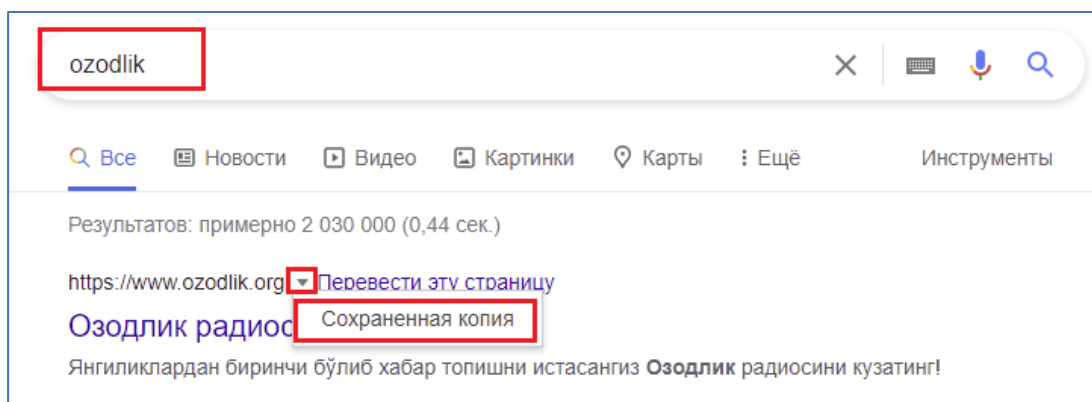 ozodlik
Все Новости Видео Картинки Карты Ещё Инструменты
Результатов: примерно 2 030 000 (0,44 сек.)
https://www.ozodlik.org Перевести эту страницу
Сохраненная копия
Озодлик радиос
Янгиликлардан биринчи бўлиб хабар топишни истасангиз Озодлик радиосини кузатинг!